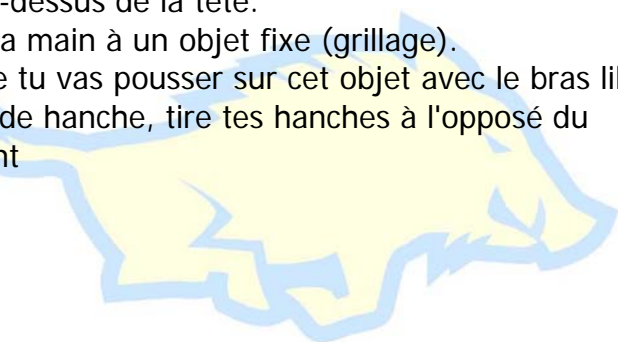 -dessus de la tête.
a main à un objet fixe (grillage).
e tu vas pousser sur cet objet avec le bras li
de hanche, tire tes hanches à l'opposé du
nt